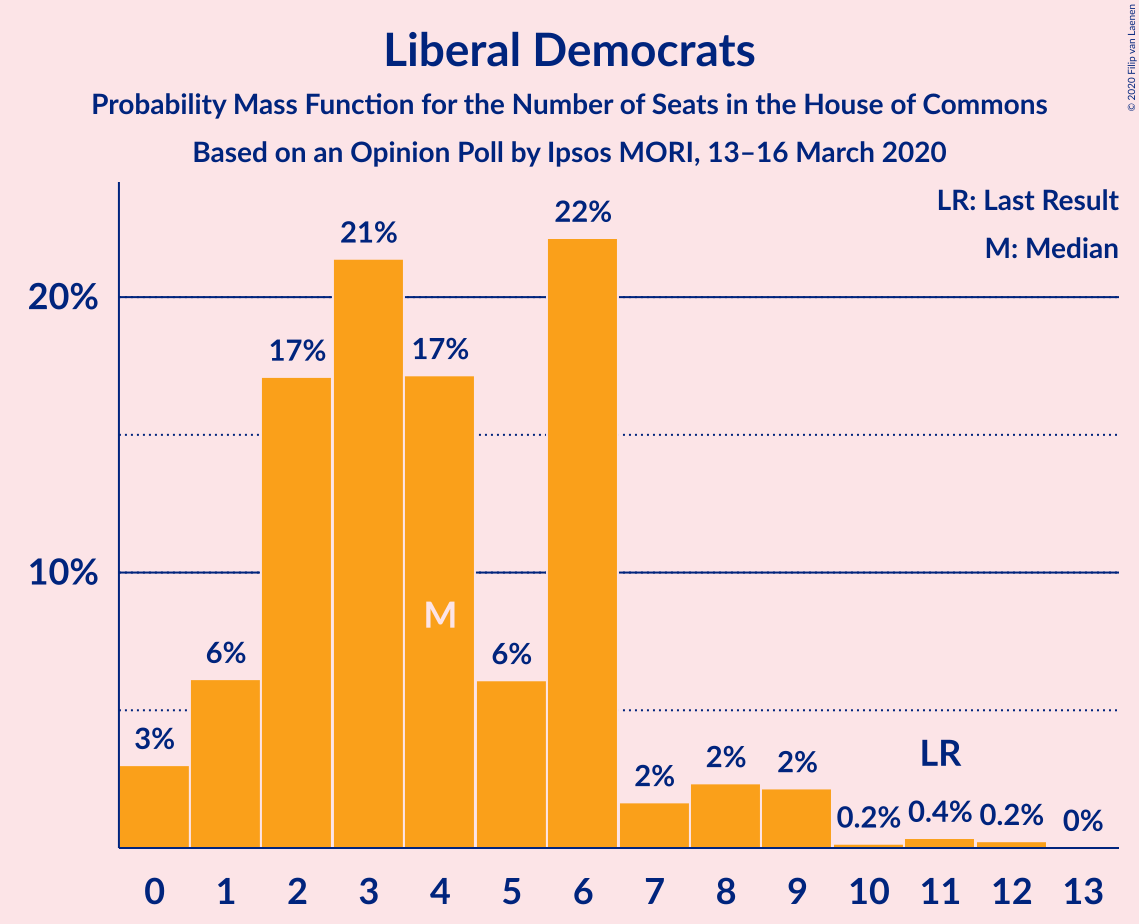 Liberal Democrats
Probability Mass Function for the Number of Seats in the House of Commons
Based on an Opinion Poll by Ipsos MORI, 13–16 March 2020
© 2020 Filip van Laenen
LR: Last Result
M: Median
20%
10%
3%
6%
17%
21%
17%
6%
22%
2%
2%
2%
0.2%
0.4%
0.2%
0%
M
LR
0 1 2 3 4 5 6 7 8 9 10 11 12 13